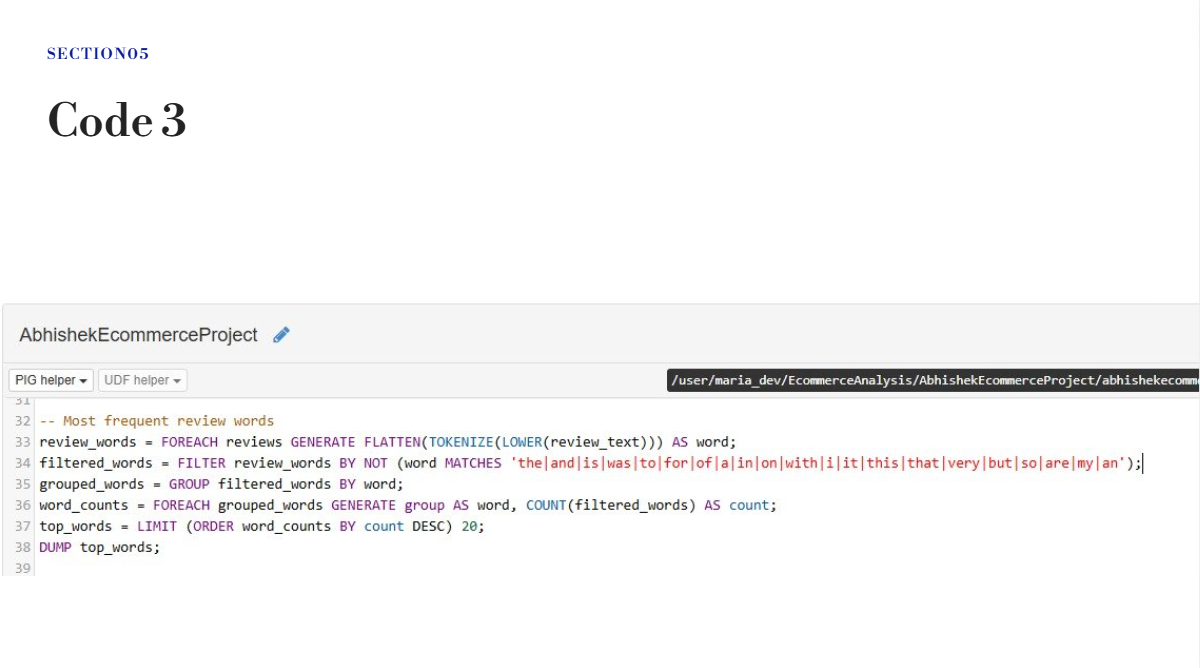 SECTION05
Code 3
AbhishekEcommerceProject
PIG helper UDF helper /user/maria_dev/EcommerceAnalysis/AbhishekEcommerceProject/abhishekecomme
31
32 -- Most frequent review words
33 review_words = FOREACH reviews GENERATE FLATTEN(TOKENIZE(LOWER(review_text))) AS word;
34 filtered_words = FILTER review_words BY NOT (word MATCHES 'the|and|is|was|to|for|of|a|in|on|with|i|it|this|that|very|but|so|are|my|an');
35 grouped_words = GROUP filtered_words BY word;
36 word_counts = FOREACH grouped_words GENERATE group AS word, COUNT(filtered_words) AS count;
37 top_words = LIMIT (ORDER word_counts BY count DESC) 20;
38 DUMP top_words;
39